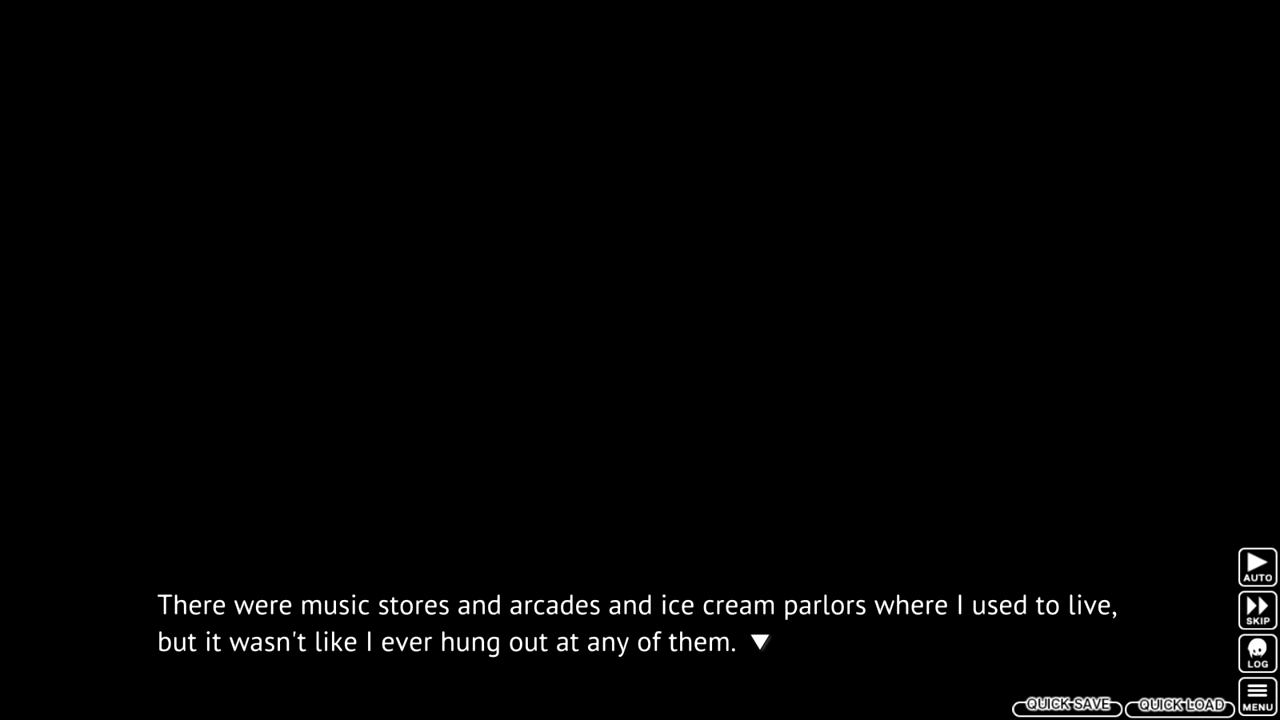 There were music stores and arcades and ice cream parlors where I used to live,
but it wasn't like I ever hung out at any of them.
AUTO
SKIP
LOG
MENU
QUICK SAVE QUICK LOAD